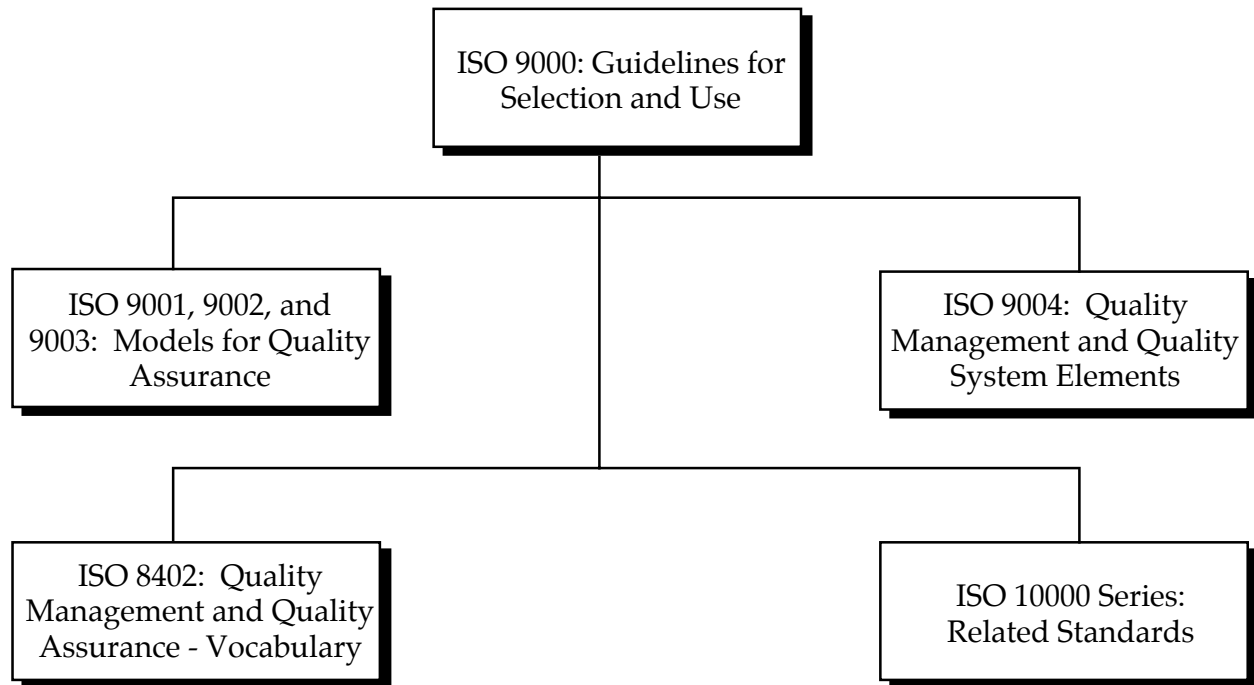 ISO 9000: Guidelines for
Selection and Use
ISO 9001, 9002, and
9003:  Models for Quality
Assurance
ISO 9004:  Quality
Management and Quality
System Elements
ISO 8402:  Quality
Management and Quality
Assurance - Vocabulary
ISO 10000 Series:
Related Standards